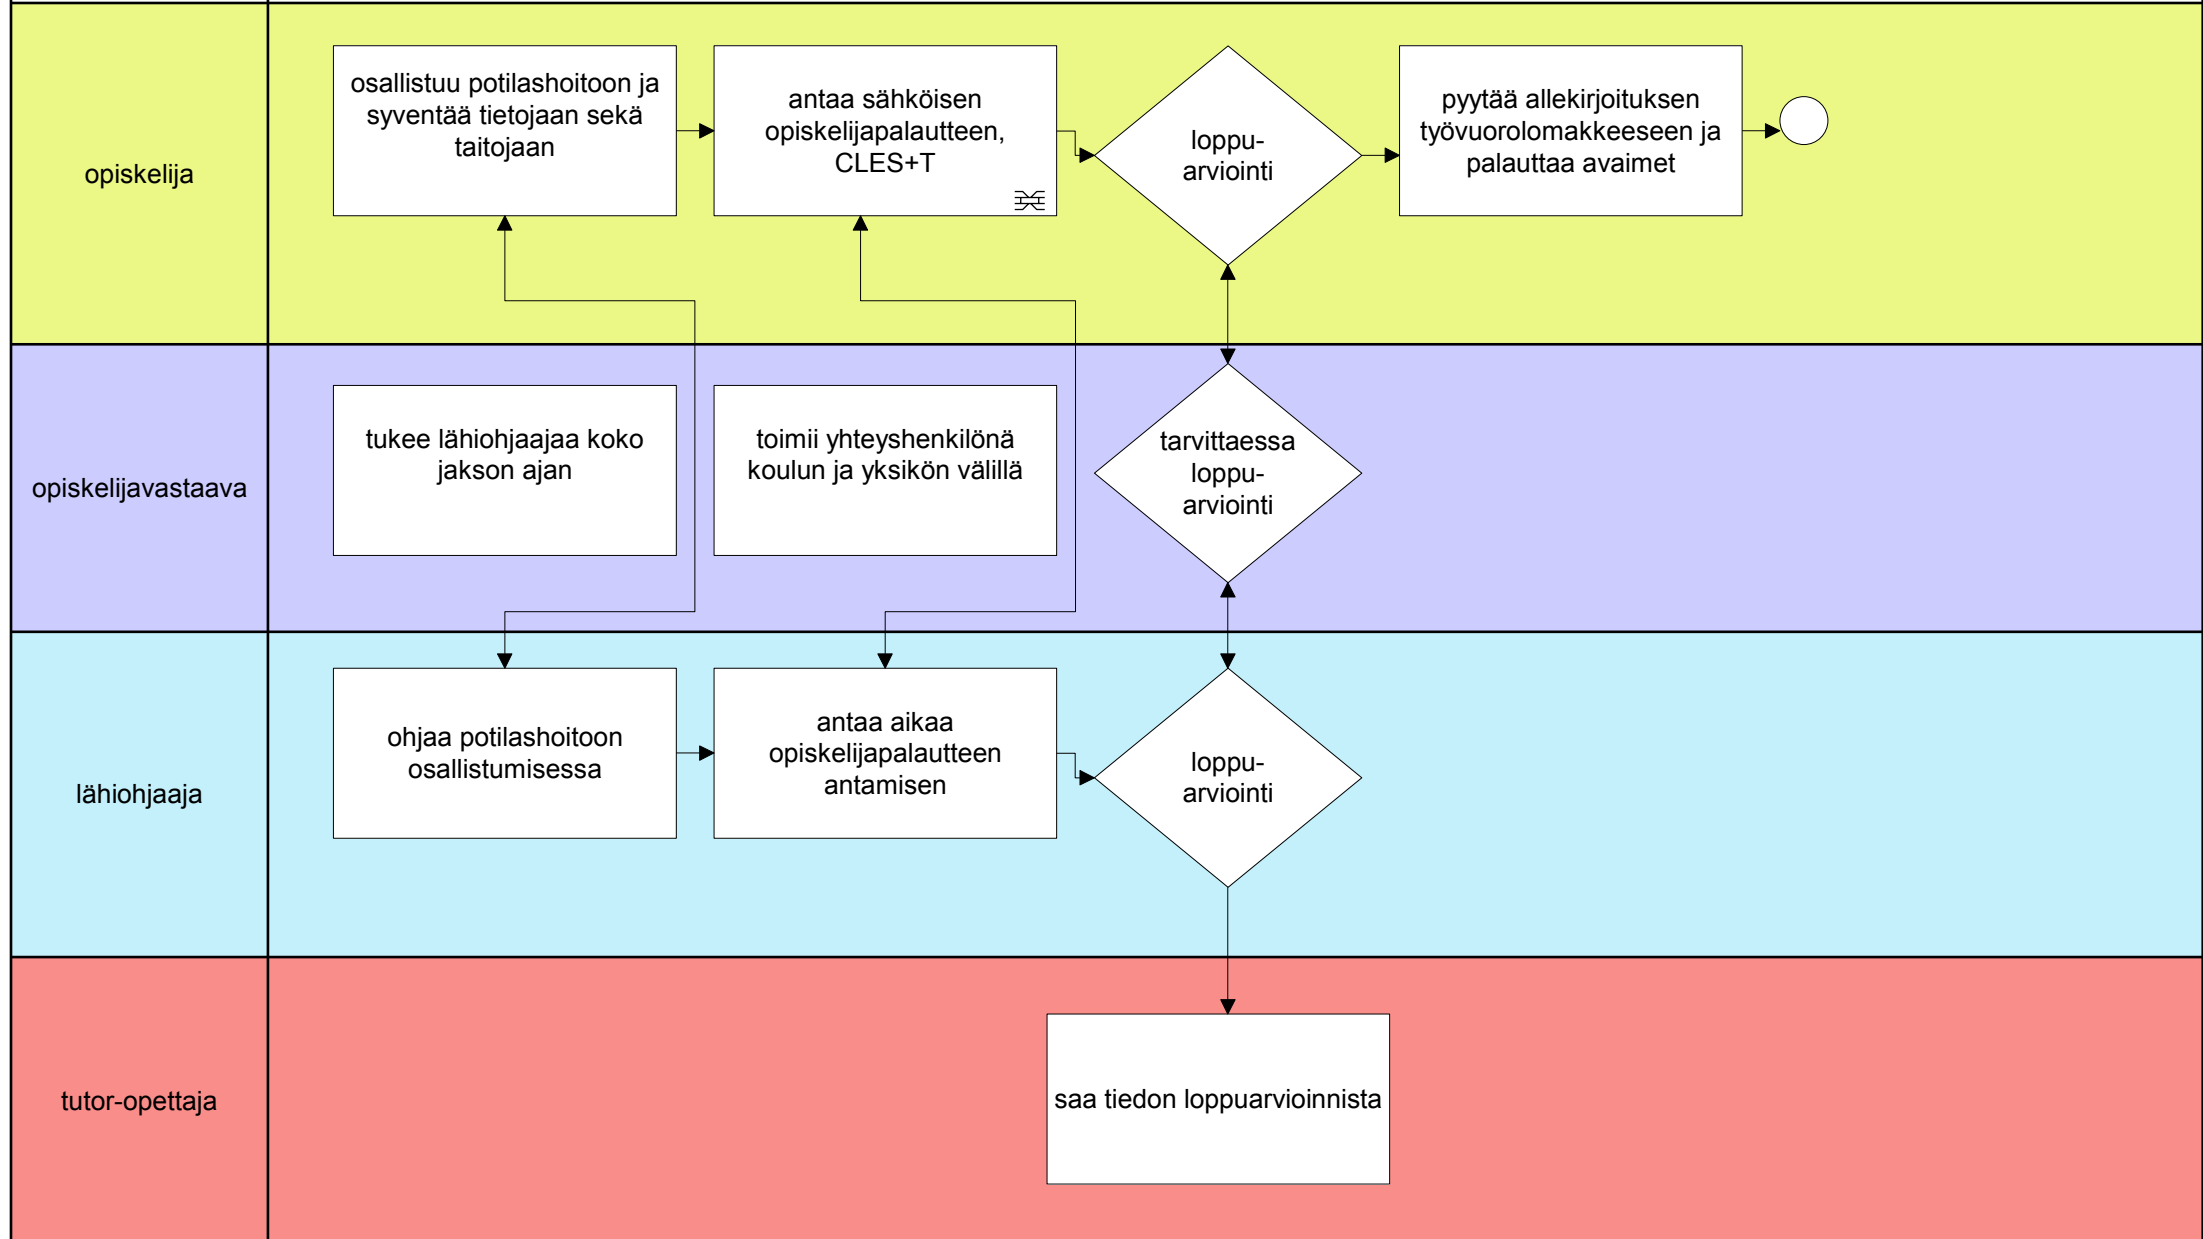 opiskelija
osallistuu potilashoitoon ja
syventää tietojaan sekä
taitojaan
antaa sähköisen
opiskelijapalautteen,
CLES+T
loppu-
arviointi
pyytää allekirjoituksen
työvuorolomakkeeseen ja
palauttaa avaimet
opiskelijavastaava
tukee lähiohjaajaa koko
jakson ajan
toimii yhteyshenkilönä
koulun ja yksikön välillä
tarvittaessa
loppu-
arviointi
lähiohjaaja
ohjaa potilashoitoon
osallistumisessa
antaa aikaa
opiskelijapalautteen
antamisen
loppu-
arviointi
tutor-opettaja
saa tiedon loppuarvioinnista